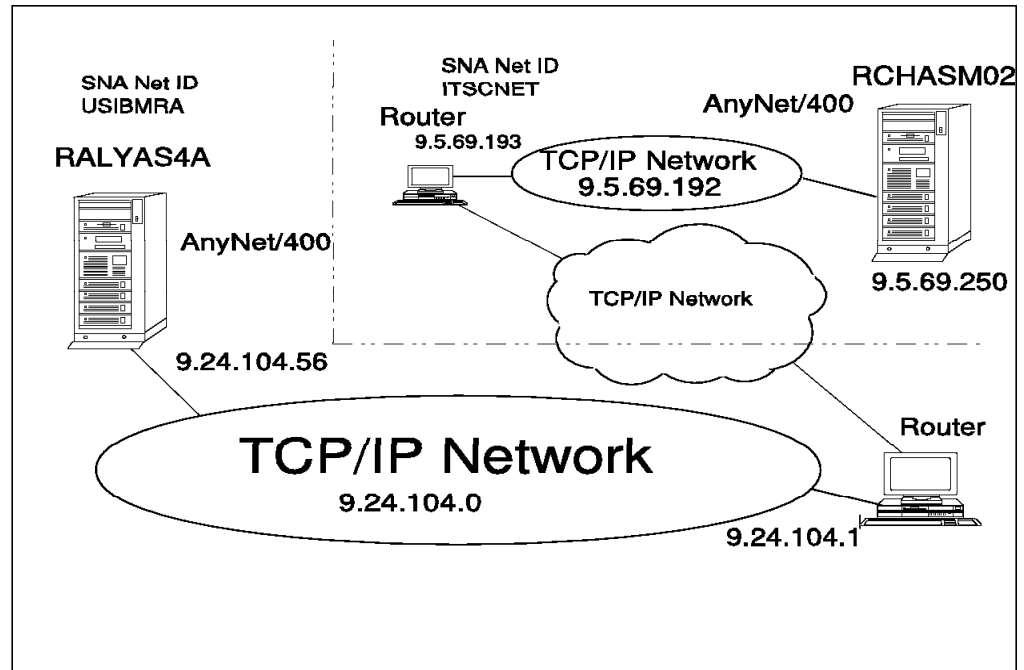 SNA Net ID
USIBMRA
RALYAS4A
AnyNet/400
9.24.104.56
SNA Net ID
ITSCNET
Router
9.5.69.193
TCP/IP Network
9.5.69.192
AnyNet/400
RCHASM02
9.5.69.250
TCP/IP Network
TCP/IP Network
9.24.104.0
Router
9.24.104.1